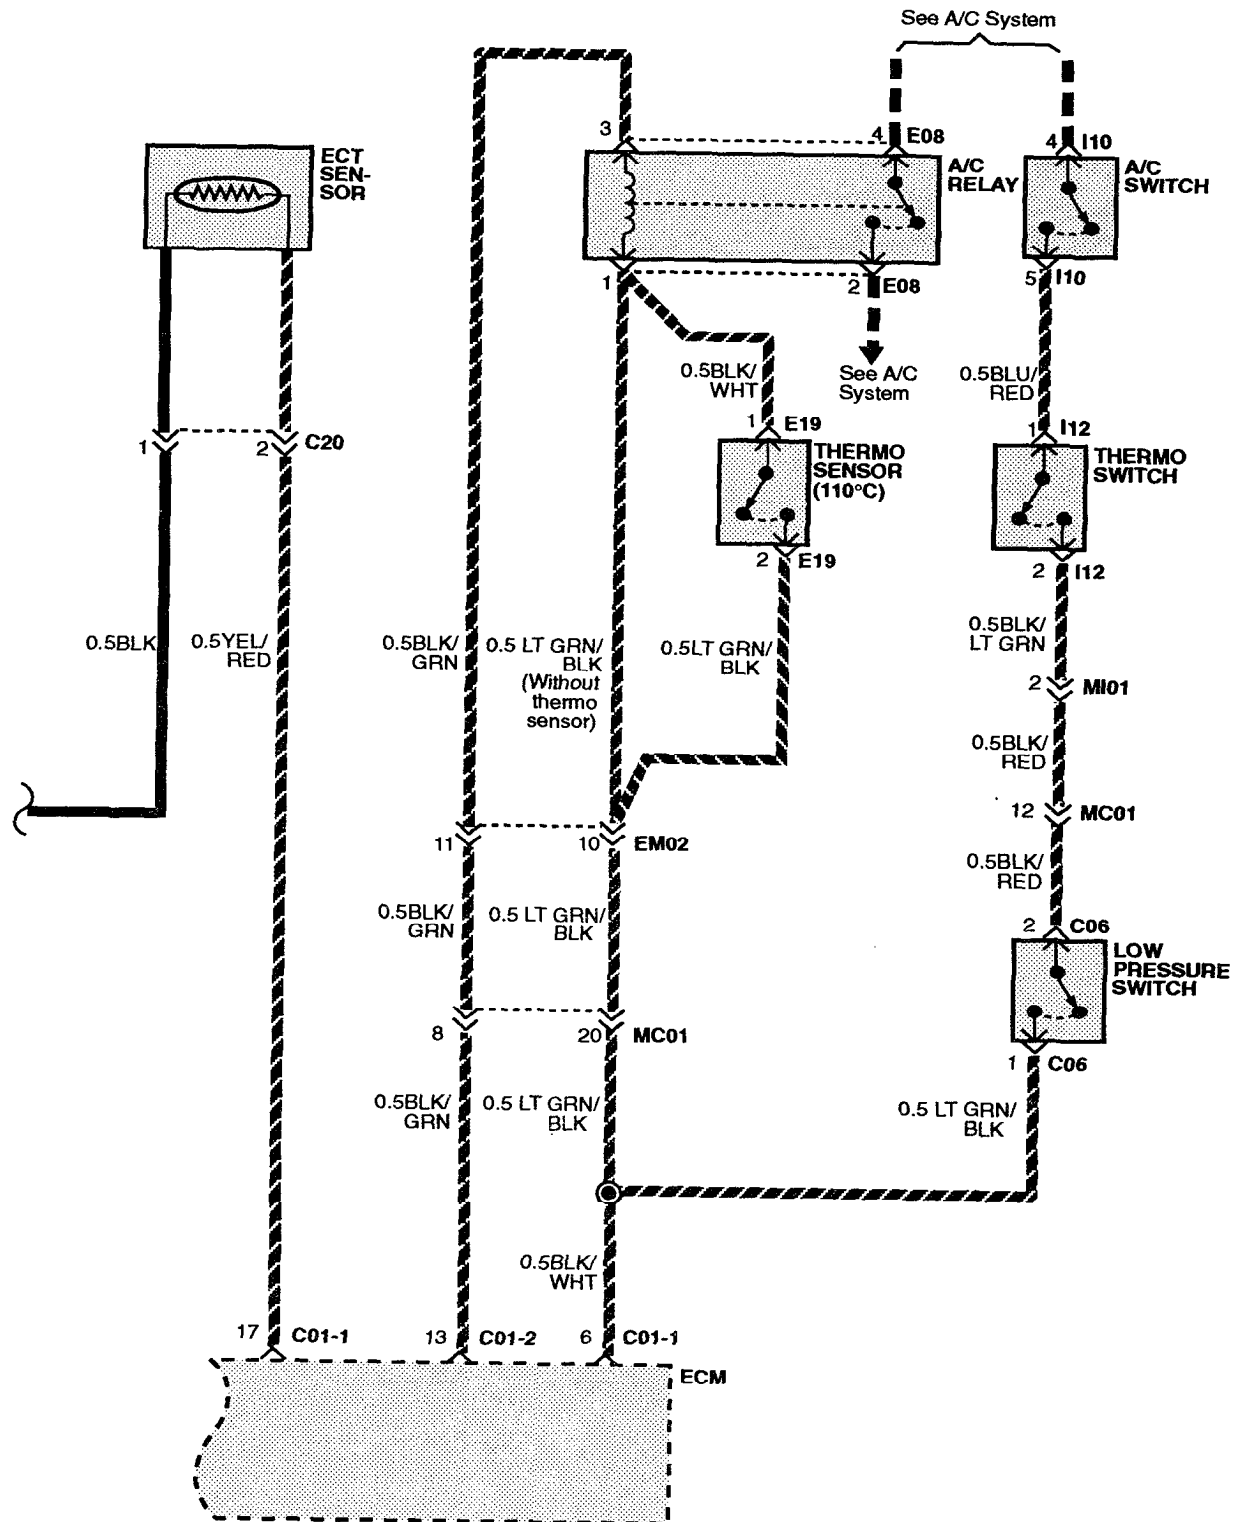 See A/C System
3
4 E08
4 I10
ECT
SEN-
SOR
A/C
RELAY
A/C
SWITCH
1
2 E08
5 I10
0.5BLK/
WHT
See A/C
System
0.5BLU/
RED
1 E19
1 I12
1
2 C20
THERMO
SENSOR
(110°C)
THERMO
SWITCH
2 E19
2 I12
0.5BLK
0.5YEL/
RED
0.5BLK/
GRN
0.5 LT GRN/
BLK
(Without
thermo
sensor)
0.5LT GRN/
BLK
0.5BLK/
LT GRN
2 MI01
0.5BLK/
RED
12 MC01
11
10 EM02
0.5BLK/
RED
0.5BLK/
GRN
0.5 LT GRN/
BLK
2 C06
LOW
PRESSURE
SWITCH
8
20 MC01
1 C06
0.5BLK/
GRN
0.5 LT GRN/
BLK
0.5 LT GRN/
BLK
0.5BLK/
WHT
17 C01-1
13 C01-2
6 C01-1
ECM